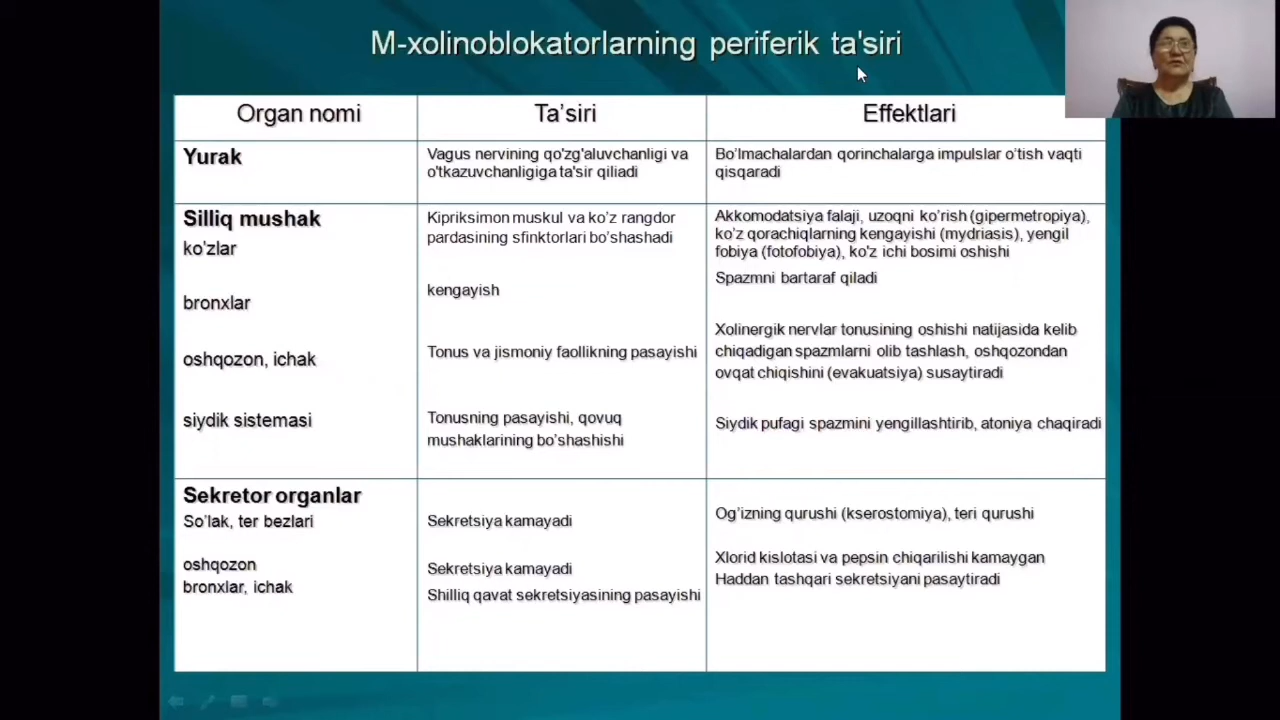 M-xolinoblokatorlarning periferik ta'siri
Organ nomi
Ta’siri
Effektlari
Yurak
Vagus nervining qo'zg'aluvchanligi va
o'tkazuvchanligiga ta'sir qiliadi
Bo’lmachalardan qorinchalarga impulslar o’tish vaqti
qisqaradi
Silliq mushak
ko’zlar
Kipriksimon muskul va ko’z rangdor
pardasining sfinktorlari bo’shashadi
Akkomodatsiya falaji, uzoqni ko’rish (gipermetropiya),
ko’z qorachiqlarning kengayishi (mydriasis), yengil
fobiya (fotofobiya), ko'z ichi bosimi oshishi
bronxlar
kengayish
Spazmni bartaraf qiladi
oshqozon, ichak
Tonus va jismoniy faollikning pasayishi
Xolinergik nervlar tonusining oshishi natijasida kelib
chiqadigan spazmlarni olib tashlash, oshqozondan
ovqat chiqishini (evakuatsiya) susaytiradi
siydik sistemasi
Tonusning pasayishi, qovuq
mushaklarining bo’shashishi
Siydik pufagi spazmini yengillashtirib, atoniya chaqiradi
Sekretor organlar
So’lak, ter bezlari
Sekretsiya kamayadi
Og’izning qurushi (kserostomiya), teri qurushi
oshqozon
Sekretsiya kamayadi
Xlorid kislotasi va pepsin chiqarilishi kamaygan
bronxlar, ichak
Shilliq qavat sekretsiyasining pasayishi
Haddan tashqari sekretsiyani pasaytiradi